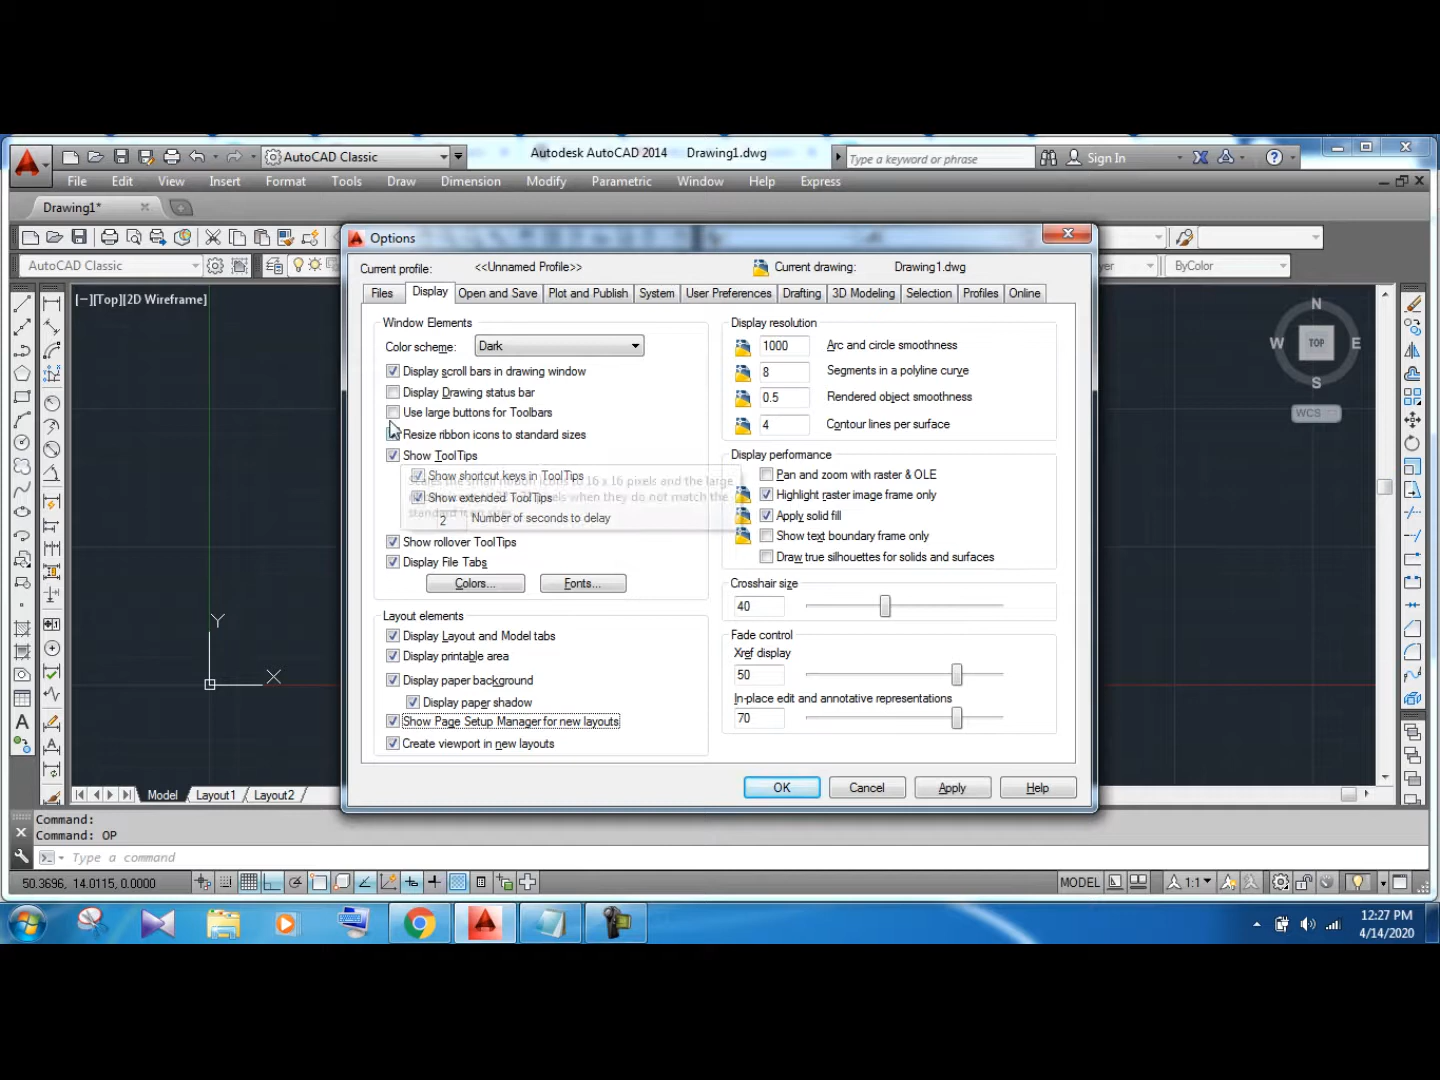 AutoCAD Classic
Autodesk AutoCAD 2014 Drawing1.dwg
Type a keyword or phrase
Sign In
File Edit View Insert Format Tools Draw Dimension Modify Parametric Window Help Express
Drawing1*
AutoCAD Classic
ByColor
[−][Top][2D Wireframe]
N
W TOP E
S
WCS
Options
Current profile: <<Unnamed Profile>> Current drawing: Drawing1.dwg
Files Display Open and Save Plot and Publish System User Preferences Drafting 3D Modeling Selection Profiles Online
Window Elements
Color scheme: Dark
Display scroll bars in drawing window
Display Drawing status bar
Use large buttons for Toolbars
Resize ribbon icons to standard sizes
Show ToolTips
Show shortcut keys in ToolTips
Show extended ToolTips
2 Number of seconds to delay
Show rollover ToolTips
Display File Tabs
Colors... Fonts...
Layout elements
Display Layout and Model tabs
Display printable area
Display paper background
Display paper shadow
Show Page Setup Manager for new layouts
Create viewport in new layouts
Display resolution
1000 Arc and circle smoothness
8 Segments in a polyline curve
0.5 Rendered object smoothness
4 Contour lines per surface
Display performance
Pan and zoom with raster & OLE
Highlight raster image frame only
Apply solid fill
Show text boundary frame only
Draw true silhouettes for solids and surfaces
Crosshair size
40
Fade control
Xref display
50
In-place edit and annotative representations
70
OK Cancel Apply Help
Y
X
Model Layout1 Layout2
Command:
Command: OP
Type a command
50.3696, 14.0115, 0.0000
MODEL
1:1
12:27 PM
4/14/2020